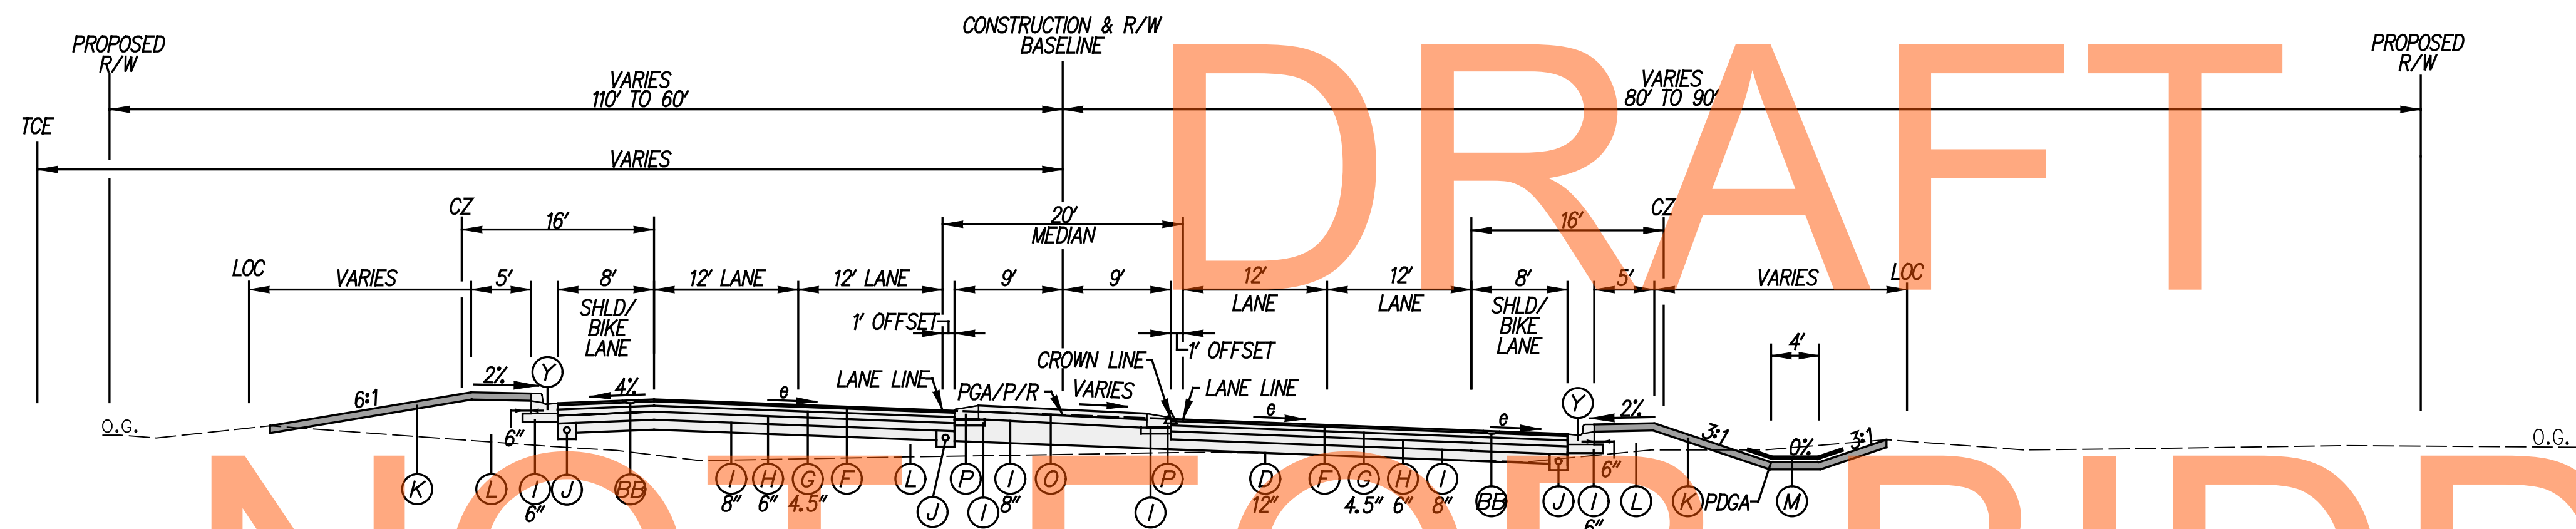 CONSTRUCTION & R/W
BASELINE
PROPOSED
R/W
PROPOSED
R/W
VARIES
110' TO 60'
VARIES
80' TO 90'
TCE
VARIES
DRAFT
CZ
16'
20'
MEDIAN
CZ
16'
LOC
VARIES
5'
8'
SHLD/
BIKE
LANE
12' LANE
12' LANE
9'
9'
12'
LANE
12'
LANE
8'
SHLD/
BIKE
LANE
5'
VARIES
LOC
1' OFFSET
1' OFFSET
4'
CROWN LINE
LANE LINE
PGA/P/R
VARIES
LANE LINE
6:1
2%
Y
4%
e
e
e
Y
2%
3:1
0%
3:1
O.G.
O.G.
6"
6"
K
L
I
6"
J
BB
I
8"
H
6"
G
4.5"
F
L
J
P
I
I
8"
O
I
P
D
12"
F
G
4.5"
H
6"
I
8"
BB
J
I
6"
L
K
PDGA
M
NOT FOR BIDD